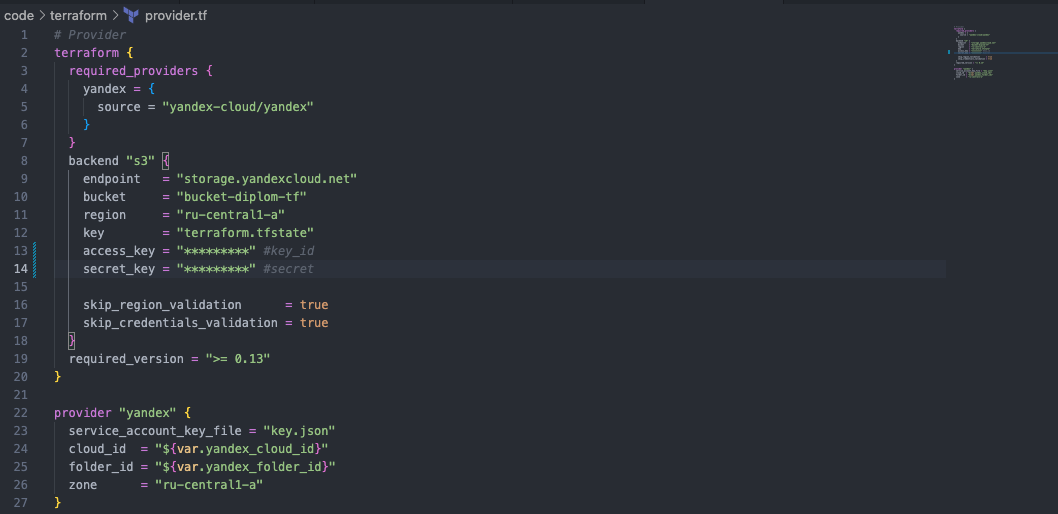 code > terraform > provider.tf
1 # Provider
2 terraform {
3   required_providers {
4     yandex = {
5       source = "yandex-cloud/yandex"
6     }
7   }
8   backend "s3" {
9     endpoint   = "storage.yandexcloud.net"
10     bucket     = "bucket-diplom-tf"
11     region     = "ru-central1-a"
12     key        = "terraform.tfstate"
13     access_key = "*********" #key_id
14     secret_key = "*********" #secret
15
16     skip_region_validation      = true
17     skip_credentials_validation = true
18   }
19   required_version = ">= 0.13"
20 }
21
22 provider "yandex" {
23   service_account_key_file = "key.json"
24   cloud_id  = "${var.yandex_cloud_id}"
25   folder_id = "${var.yandex_folder_id}"
26   zone      = "ru-central1-a"
27 }